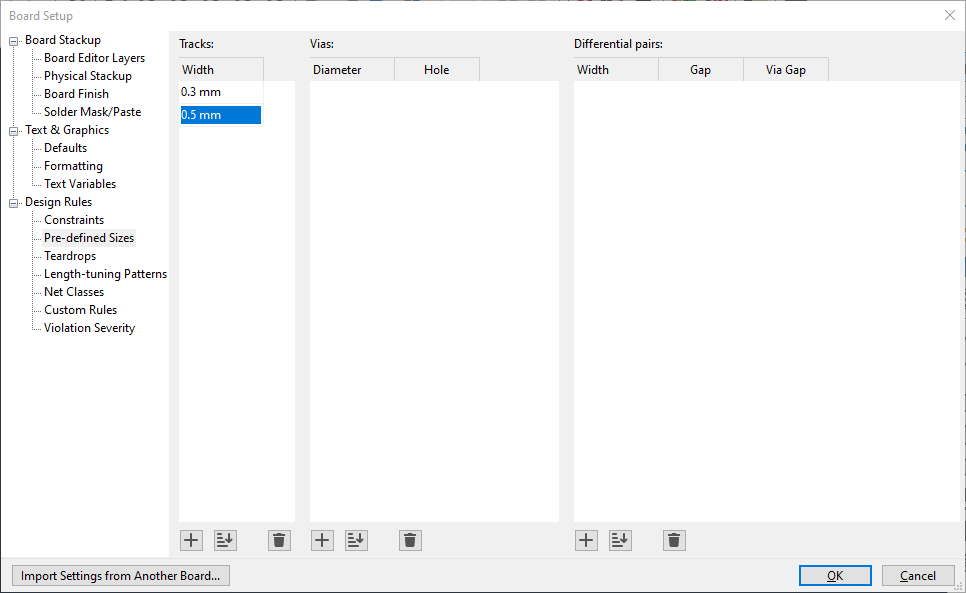 Board Setup
Board Stackup
Board Editor Layers
Physical Stackup
Board Finish
Solder Mask/Paste
Text & Graphics
Defaults
Formatting
Text Variables
Design Rules
Constraints
Pre-defined Sizes
Teardrops
Length-tuning Patterns
Net Classes
Custom Rules
Violation Severity
Tracks:
Width
0.3 mm
0.5 mm
Vias:
Diameter Hole
Differential pairs:
Width Gap Via Gap
Import Settings from Another Board...
OK Cancel